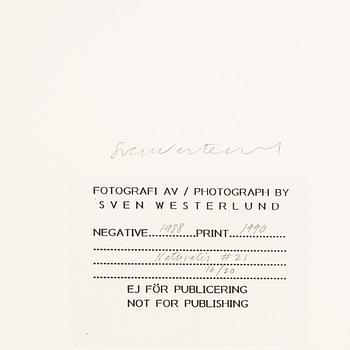 Sven Westerlund
FOTOGRAFI AV / PHOTOGRAPH BY
SVEN WESTERLUND
NEGATIVE....1988....PRINT....1990....
Naturalis #21
16/20
EJ FÖR PUBLICERING
NOT FOR PUBLISHING